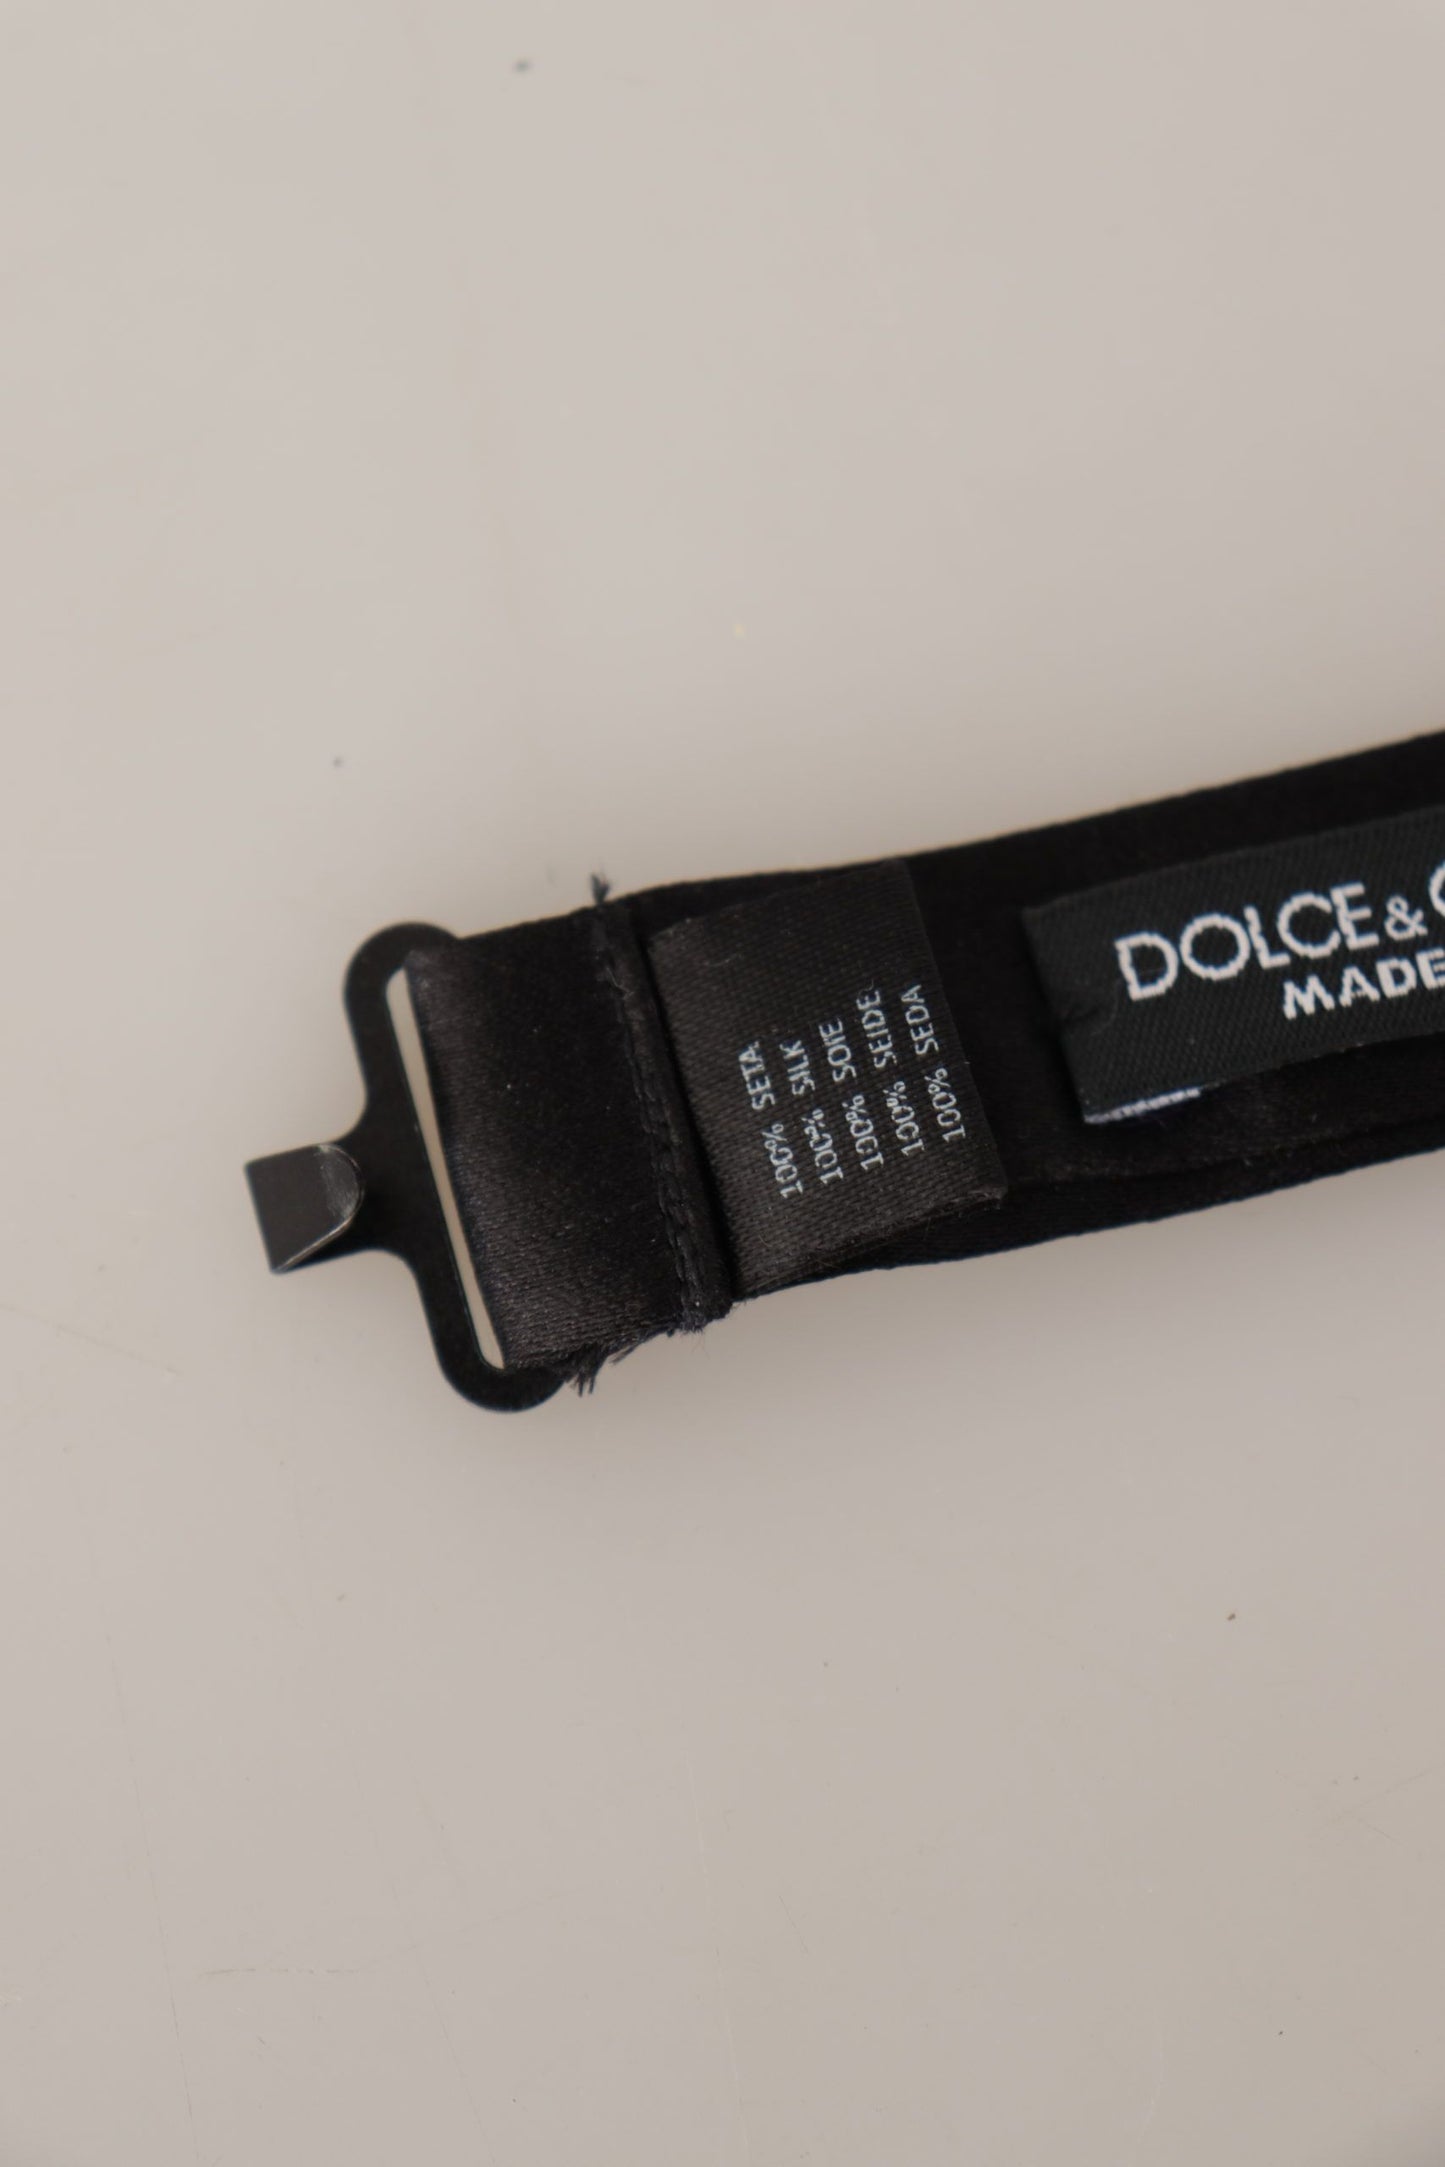 100% SETA
100% SILK
100% SOIE
100% SEIDE
100% SEDA
DOLCE&
MADE